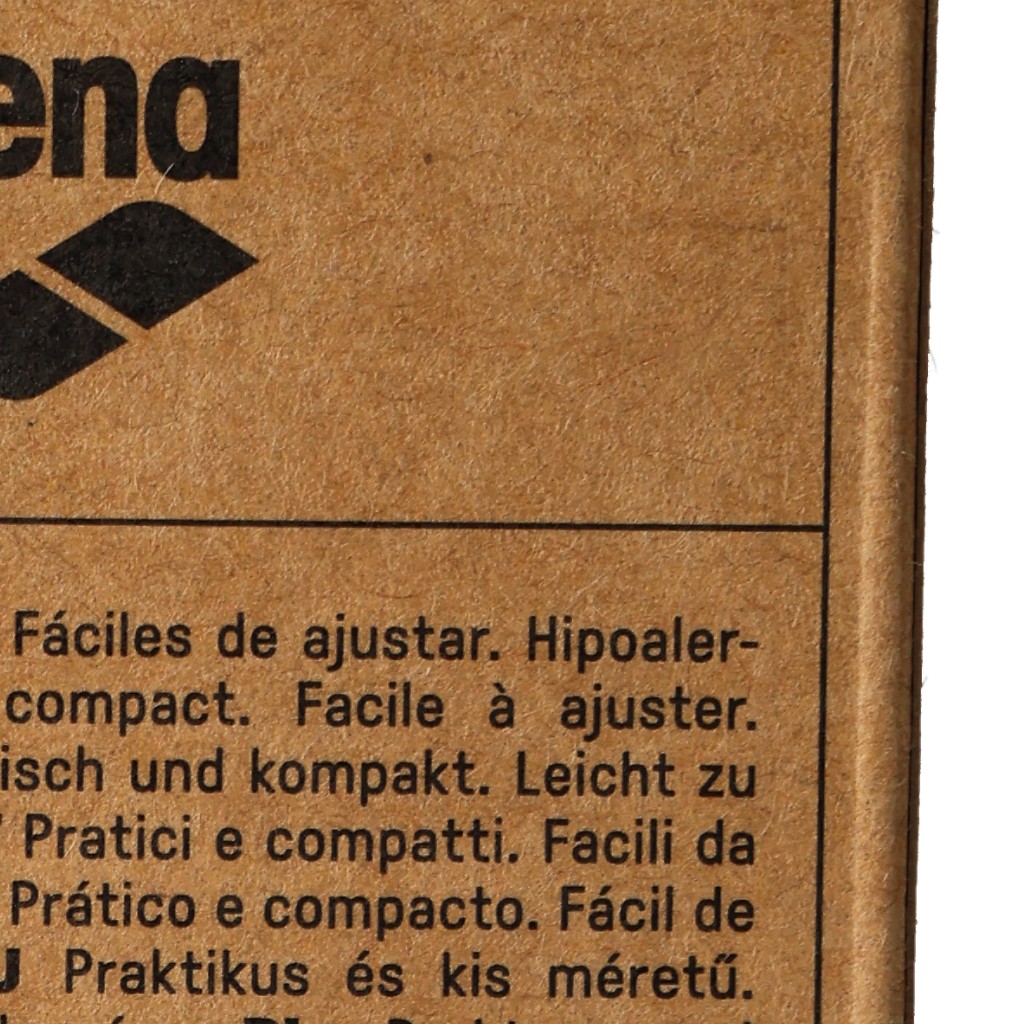 ena
Fáciles de ajustar. Hipoaler-
compact. Facile à ajuster.
isch und kompakt. Leicht zu
Pratici e compatti. Facili da
Prático e compacto. Fácil de
U Praktikus és kis méretű.